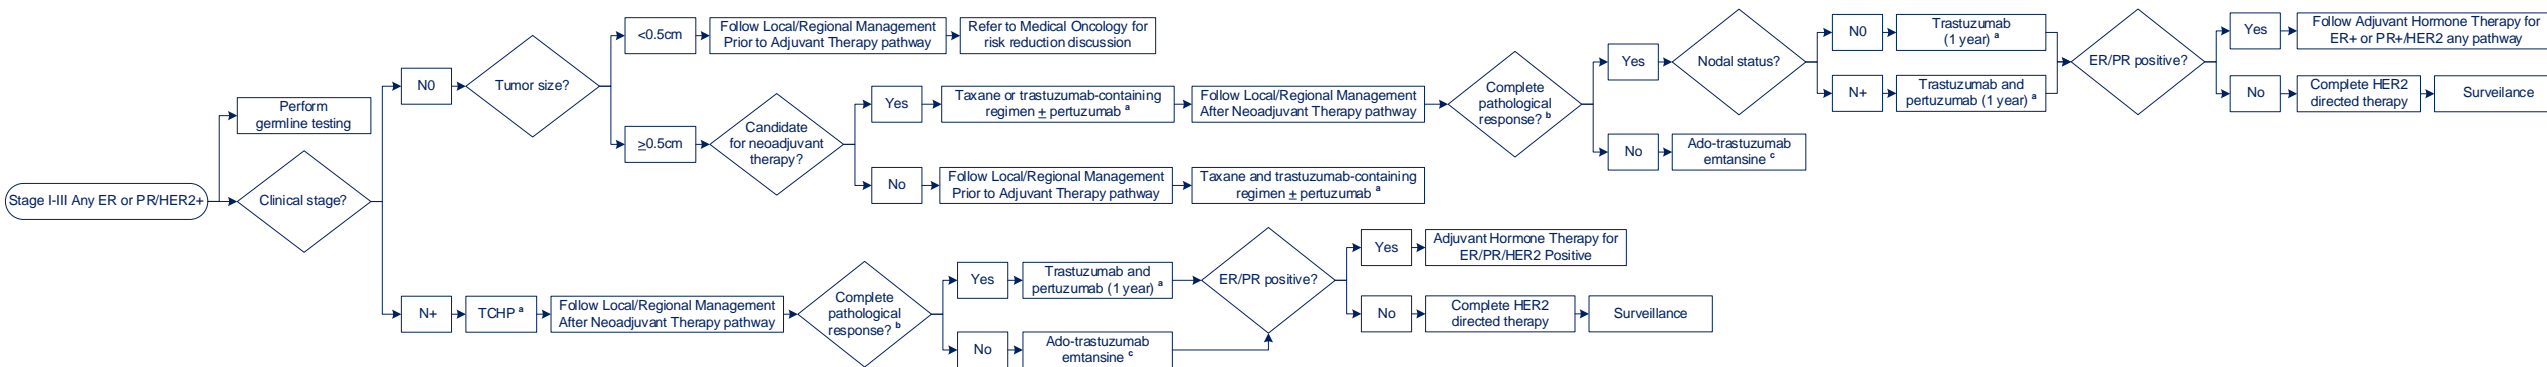 Stage I-III Any ER or PR/HER2+
Perform
germline testing
Clinical stage?
N0
Tumor size?
<0.5cm
Follow Local/Regional Management
Prior to Adjuvant Therapy pathway
Refer to Medical Oncology for
risk reduction discussion
≥0.5cm
Candidate
for neoadjuvant
therapy?
Yes
Taxane or trastuzumab-containing
regimen ± pertuzumab ᵃ
Follow Local/Regional Management
After Neoadjuvant Therapy pathway
Complete
pathological
response? ᵇ
Yes
Nodal status?
N0
Trastuzumab
(1 year) ᵃ
N+
Trastuzumab and
pertuzumab (1 year) ᵃ
ER/PR positive?
Yes
Follow Adjuvant Hormone Therapy for
ER+ or PR+/HER2 any pathway
No
Complete HER2
directed therapy
Surveilance
No
Ado-trastuzumab
emtansine ᶜ
No
Follow Local/Regional Management
Prior to Adjuvant Therapy pathway
Taxane and trastuzumab-containing
regimen ± pertuzumab ᵃ
N+
TCHP ᵃ
Follow Local/Regional Management
After Neoadjuvant Therapy pathway
Complete
pathological
response? ᵇ
Yes
Trastuzumab and
pertuzumab (1 year) ᵃ
No
Ado-trastuzumab
emtansine ᶜ
ER/PR positive?
Yes
Adjuvant Hormone Therapy for
ER/PR/HER2 Positive
No
Complete HER2
directed therapy
Surveillance